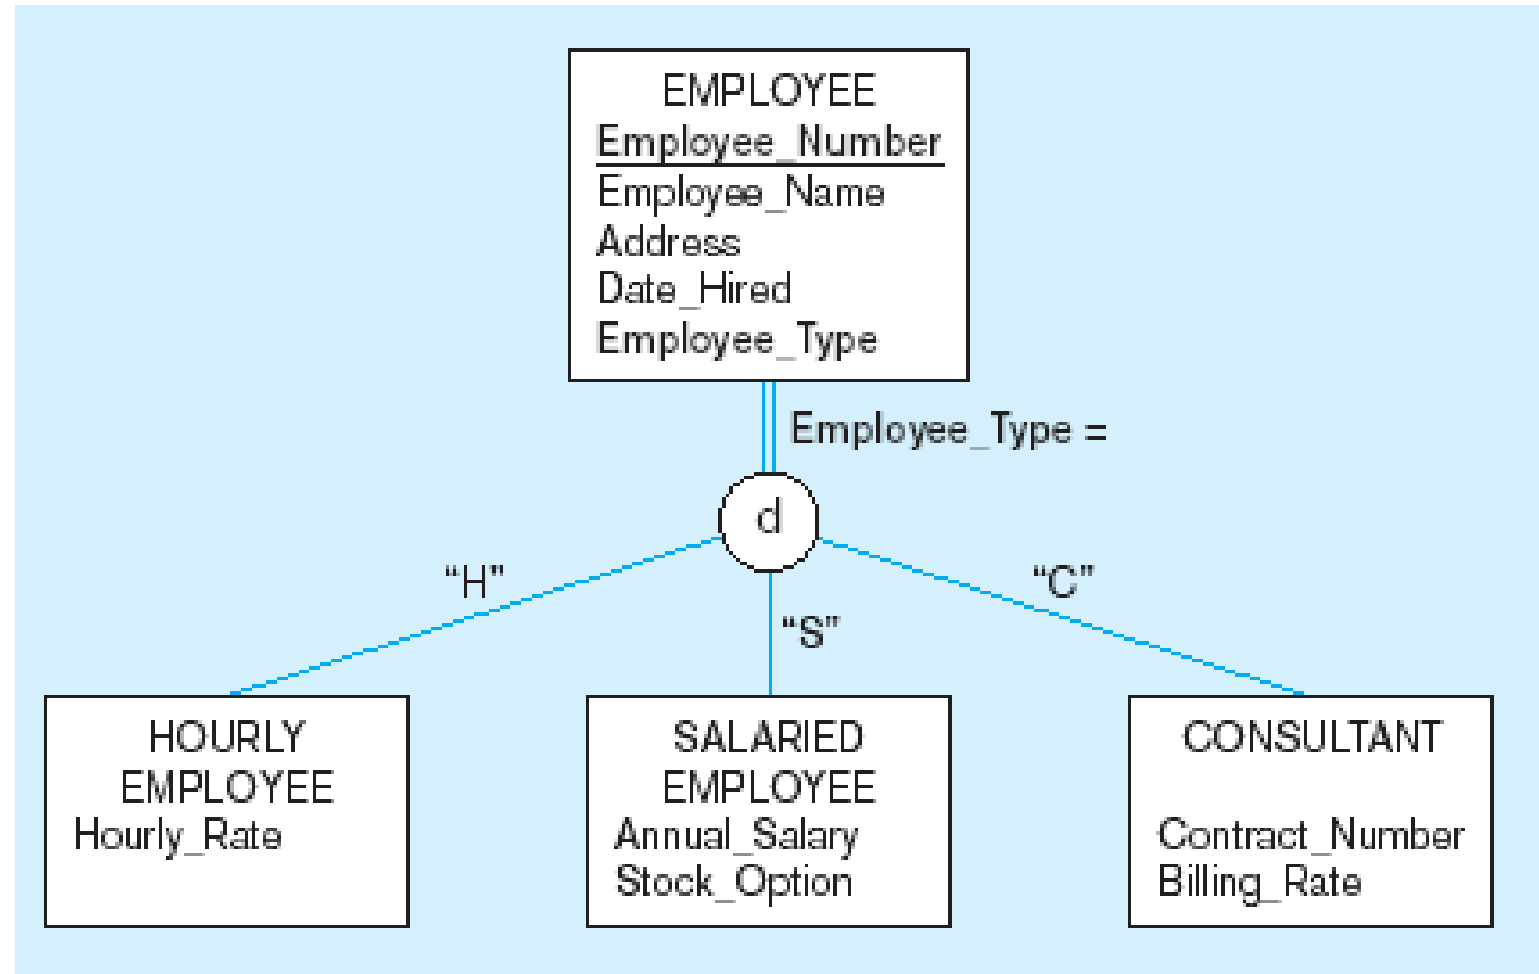 EMPLOYEE
Employee_Number
Employee_Name
Address
Date_Hired
Employee_Type
Employee_Type =
d
“H”
“S”
“C”
HOURLY
EMPLOYEE
Hourly_Rate
SALARIED
EMPLOYEE
Annual_Salary
Stock_Option
CONSULTANT
Contract_Number
Billing_Rate